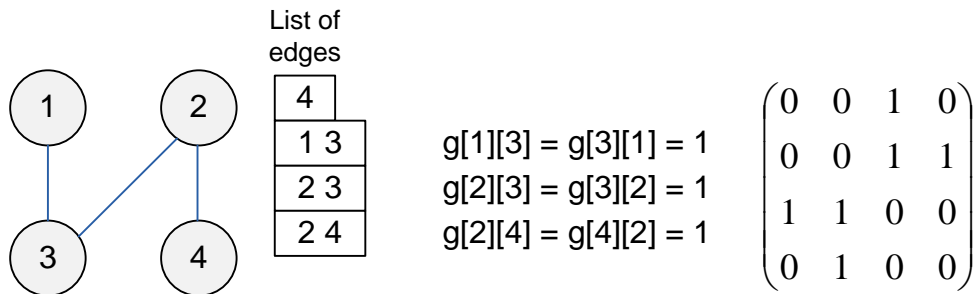 List of
edges
1
2
3
4
4
1 3
2 3
2 4
g[1][3] = g[3][1] = 1
g[2][3] = g[3][2] = 1
g[2][4] = g[4][2] = 1
0 0 1 0
0 0 1 1
1 1 0 0
0 1 0 0